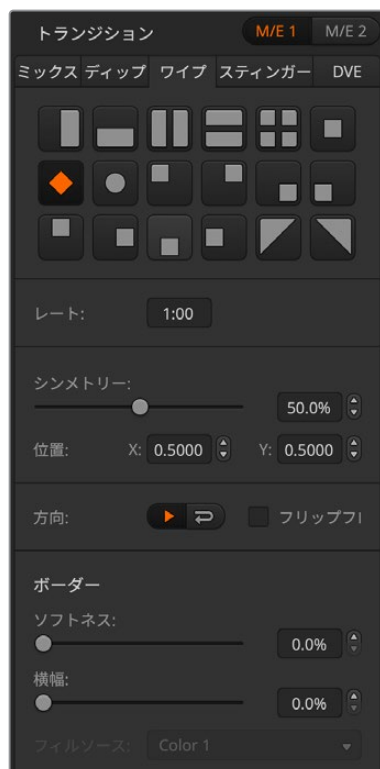 トランジション M/E 1 M/E 2
ミックス ディップ ワイプ スティンガー DVE
レート: 1:00
シンメトリー:
50.0%
位置: X: 0.5000 Y: 0.5000
方向: フリップフ
ボーダー
ソフトネス:
0.0%
横幅:
0.0%
フィルソース: Color 1